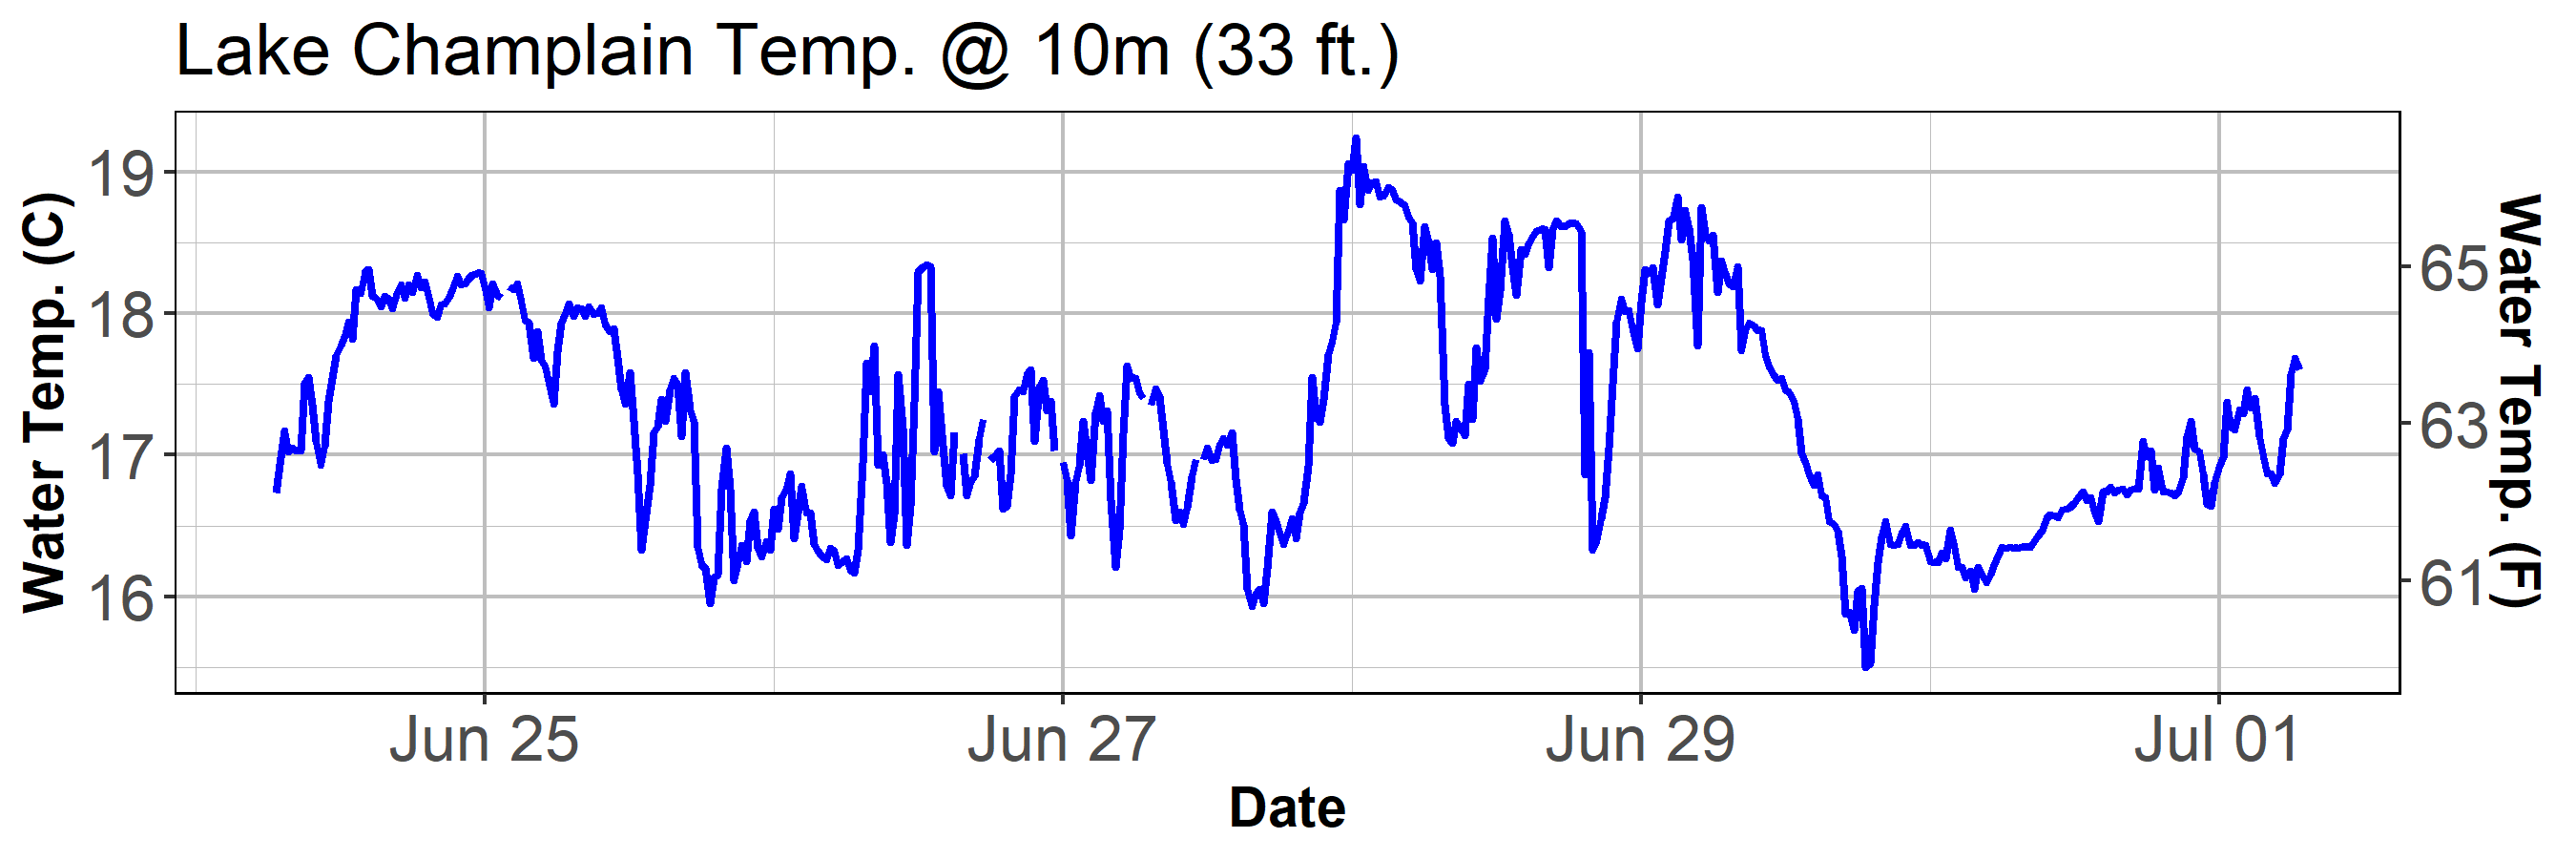 Lake Champlain Temp. @ 10m (33 ft.)
Water Temp. (C)
19
18
17
16
65
63
61
Water Temp. (F)
Jun 25
Jun 27
Jun 29
Jul 01
Date